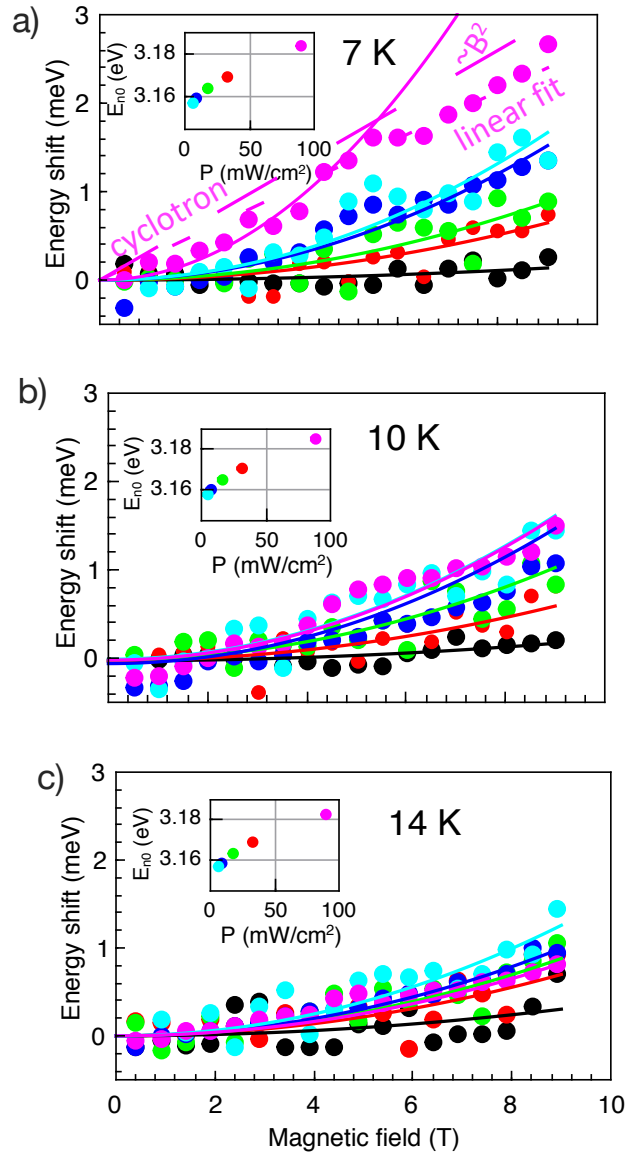 a)
3
2
1
0
Energy shift (meV)
3.18
3.16
E_n0 (eV)
0
50
100
P (mW/cm²)
7 K
~B²
linear fit
cyclotron
b)
3
2
1
0
Energy shift (meV)
3.18
3.16
E_n0 (eV)
0
50
100
P (mW/cm²)
10 K
c)
3
2
1
0
Energy shift (meV)
3.18
3.16
E_n0 (eV)
0
50
100
P (mW/cm²)
14 K
0
2
4
6
8
10
Magnetic field (T)